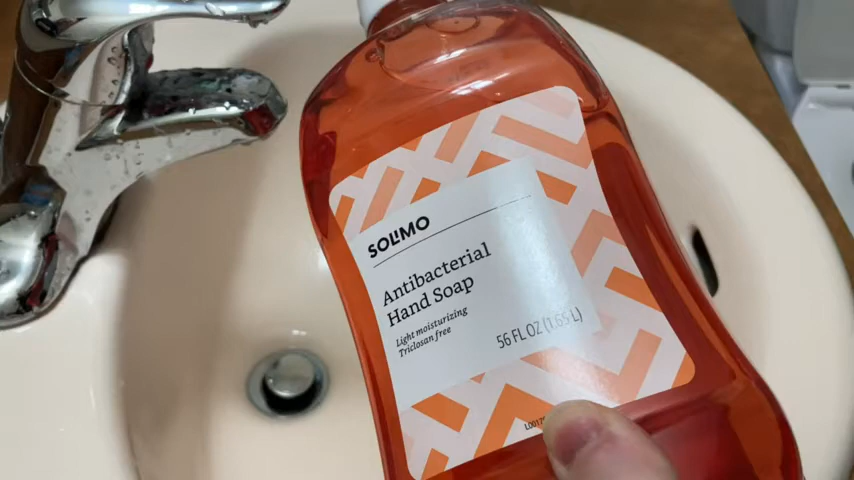 SOLIMO
Antibacterial
Hand Soap
Light moisturizing
Triclosan free
56 FL OZ (1.65 L)